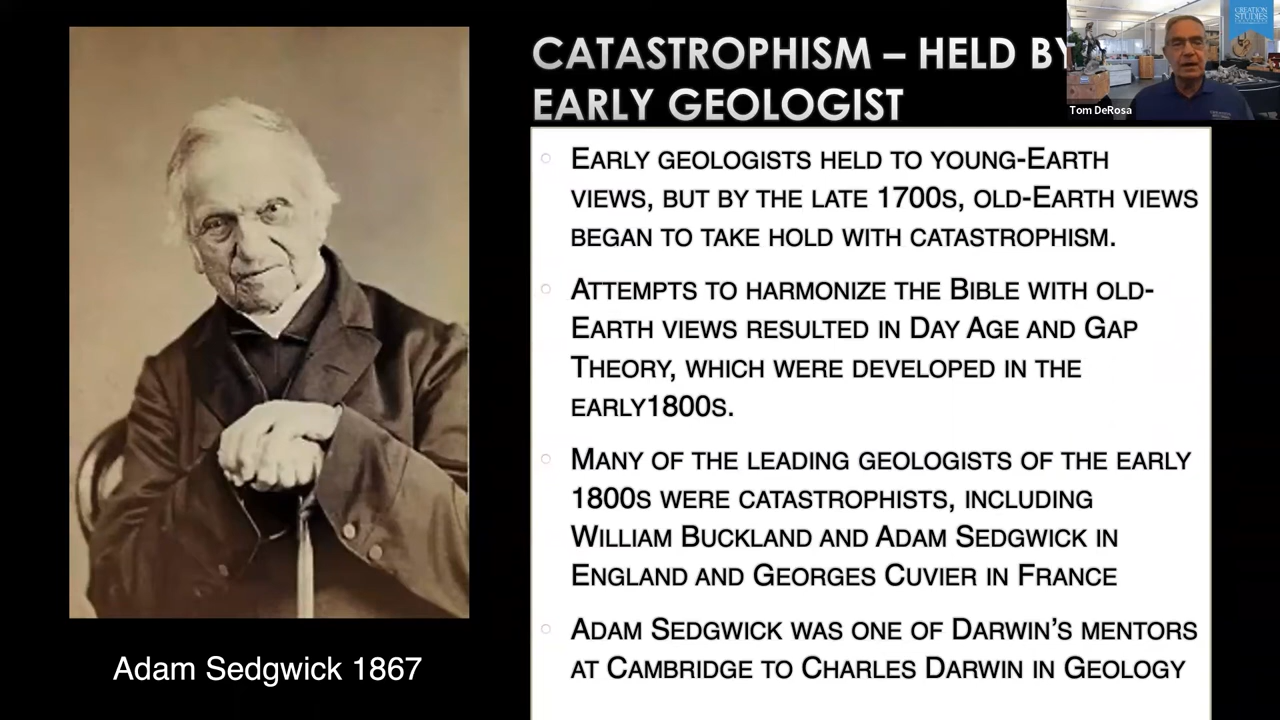 CATASTROPHISM – HELD BY
EARLY GEOLOGIST
CREATION
STUDIES
Tom DeRosa
EARLY GEOLOGISTS HELD TO YOUNG-EARTH
VIEWS, BUT BY THE LATE 1700S, OLD-EARTH VIEWS
BEGAN TO TAKE HOLD WITH CATASTROPHISM.
ATTEMPTS TO HARMONIZE THE BIBLE WITH OLD-
EARTH VIEWS RESULTED IN DAY AGE AND GAP
THEORY, WHICH WERE DEVELOPED IN THE
EARLY1800S.
MANY OF THE LEADING GEOLOGISTS OF THE EARLY
1800S WERE CATASTROPHISTS, INCLUDING
WILLIAM BUCKLAND AND ADAM SEDGWICK IN
ENGLAND AND GEORGES CUVIER IN FRANCE
ADAM SEDGWICK WAS ONE OF DARWIN'S MENTORS
AT CAMBRIDGE TO CHARLES DARWIN IN GEOLOGY
Adam Sedgwick 1867